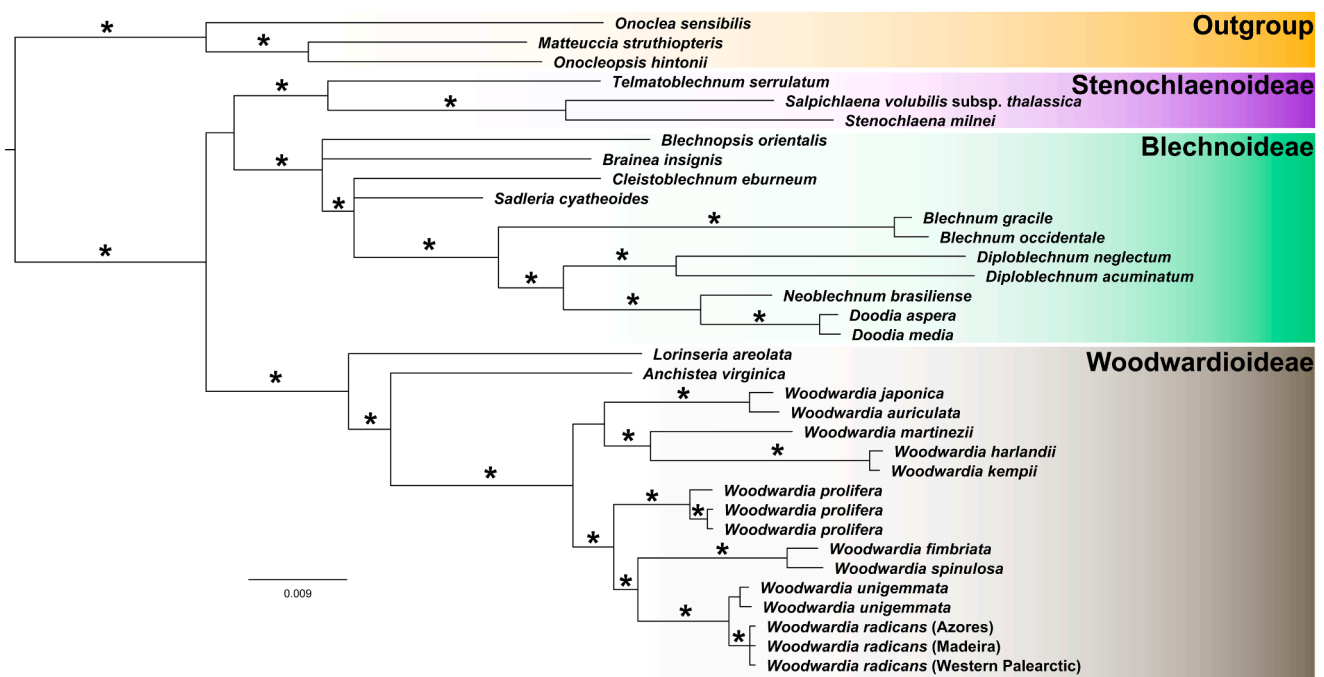 Onoclea sensibilis
Outgroup
Matteuccia struthiopteris
Onocleopsis hintonii
Telmatoblechnum serrulatum
Stenochlaenoideae
Salpichlaena volubilis subsp. thalassica
Stenochlaena milnei
Blechnopsis orientalis
Blechnoideae
Brainea insignis
Cleistoblechnum eburneum
Sadleria cyatheoides
Blechnum gracile
Blechnum occidentale
Diploblechnum neglectum
Diploblechnum acuminatum
Neoblechnum brasiliense
Doodia aspera
Doodia media
Lorinseria areolata
Woodwardioideae
Anchistea virginica
Woodwardia japonica
Woodwardia auriculata
Woodwardia martinezii
Woodwardia harlandii
Woodwardia kempii
Woodwardia prolifera
Woodwardia prolifera
Woodwardia prolifera
Woodwardia fimbriata
Woodwardia spinulosa
0.009
Woodwardia unigemmata
Woodwardia unigemmata
Woodwardia radicans (Azores)
Woodwardia radicans (Madeira)
Woodwardia radicans (Western Palearctic)